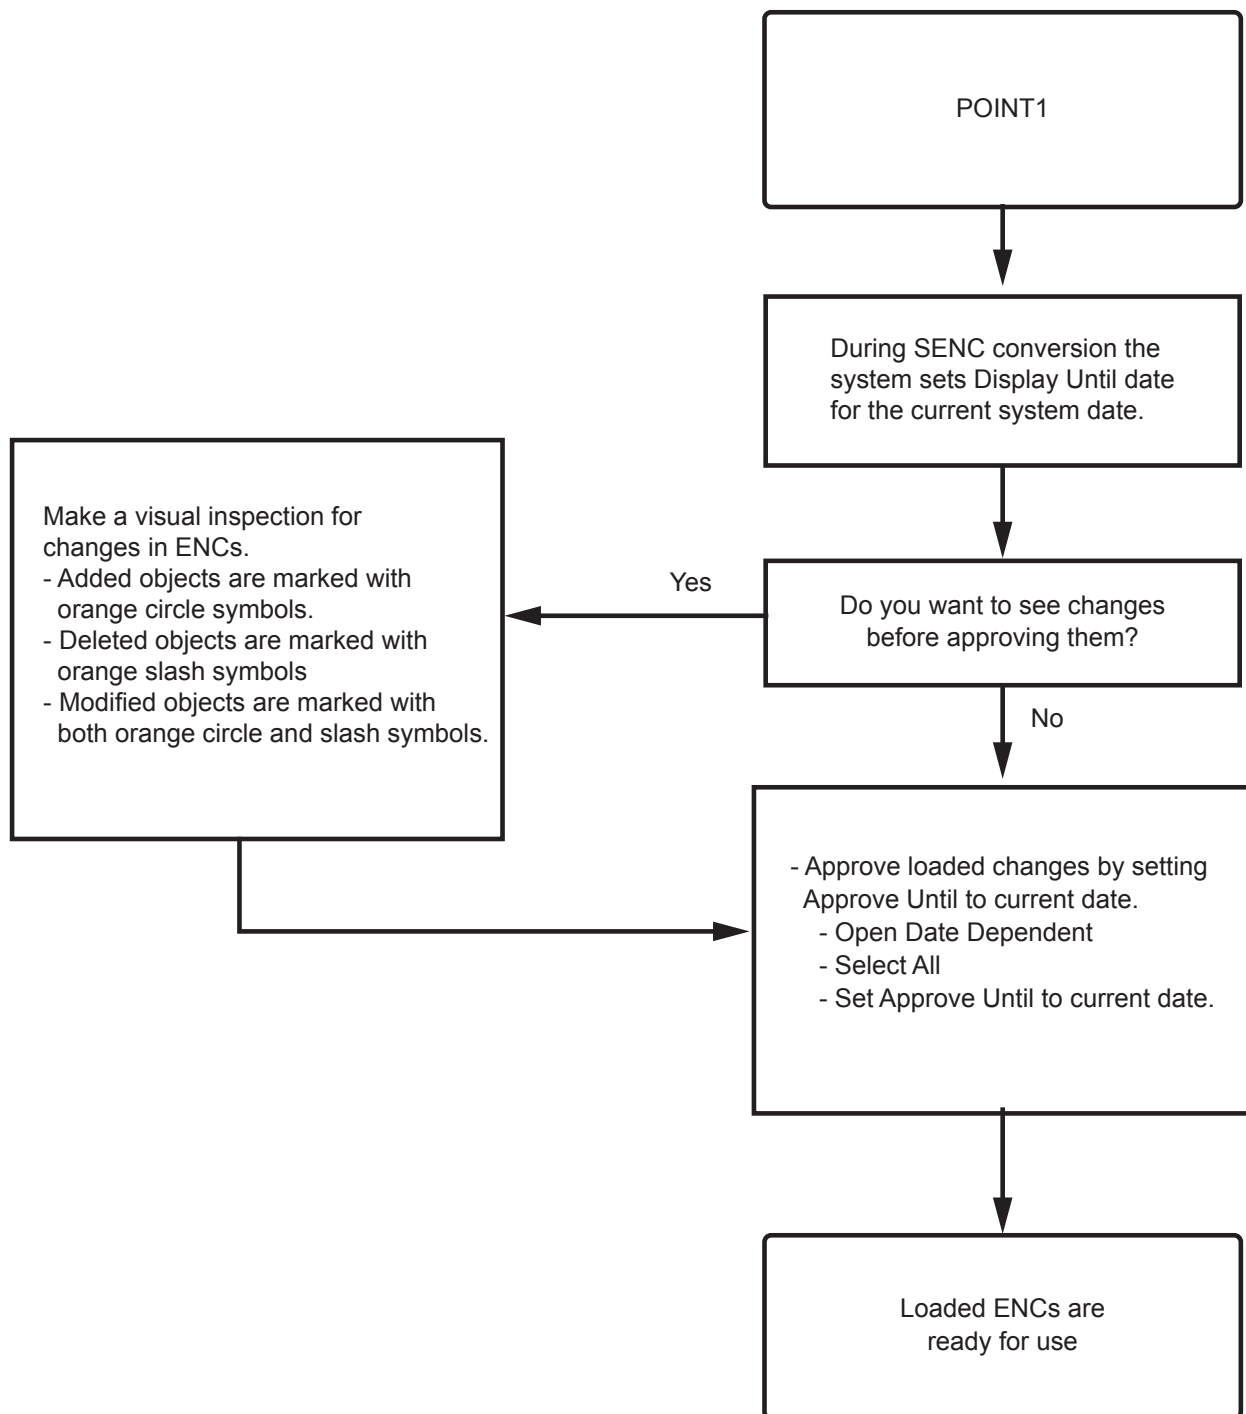 POINT1
During SENC conversion the
system sets Display Until date
for the current system date.
Do you want to see changes
before approving them?
Yes
No
Make a visual inspection for
changes in ENCs.
- Added objects are marked with
orange circle symbols.
- Deleted objects are marked with
orange slash symbols
- Modified objects are marked with
both orange circle and slash symbols.
- Approve loaded changes by setting
Approve Until to current date.
- Open Date Dependent
- Select All
- Set Approve Until to current date.
Loaded ENCs are
ready for use